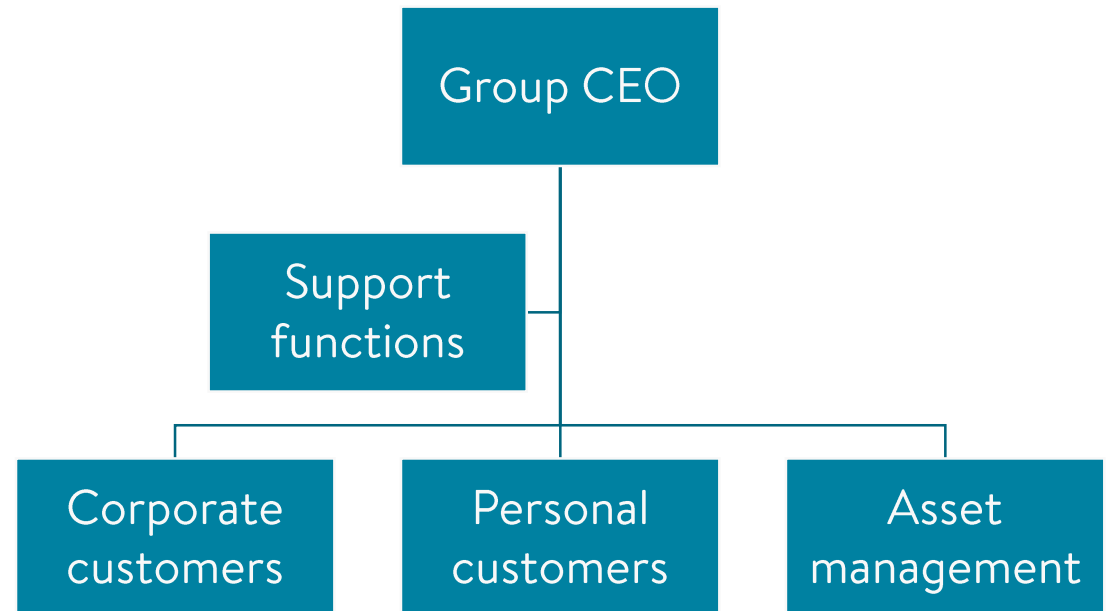 Group CEO
Support
functions
Corporate
customers
Personal
customers
Asset
management